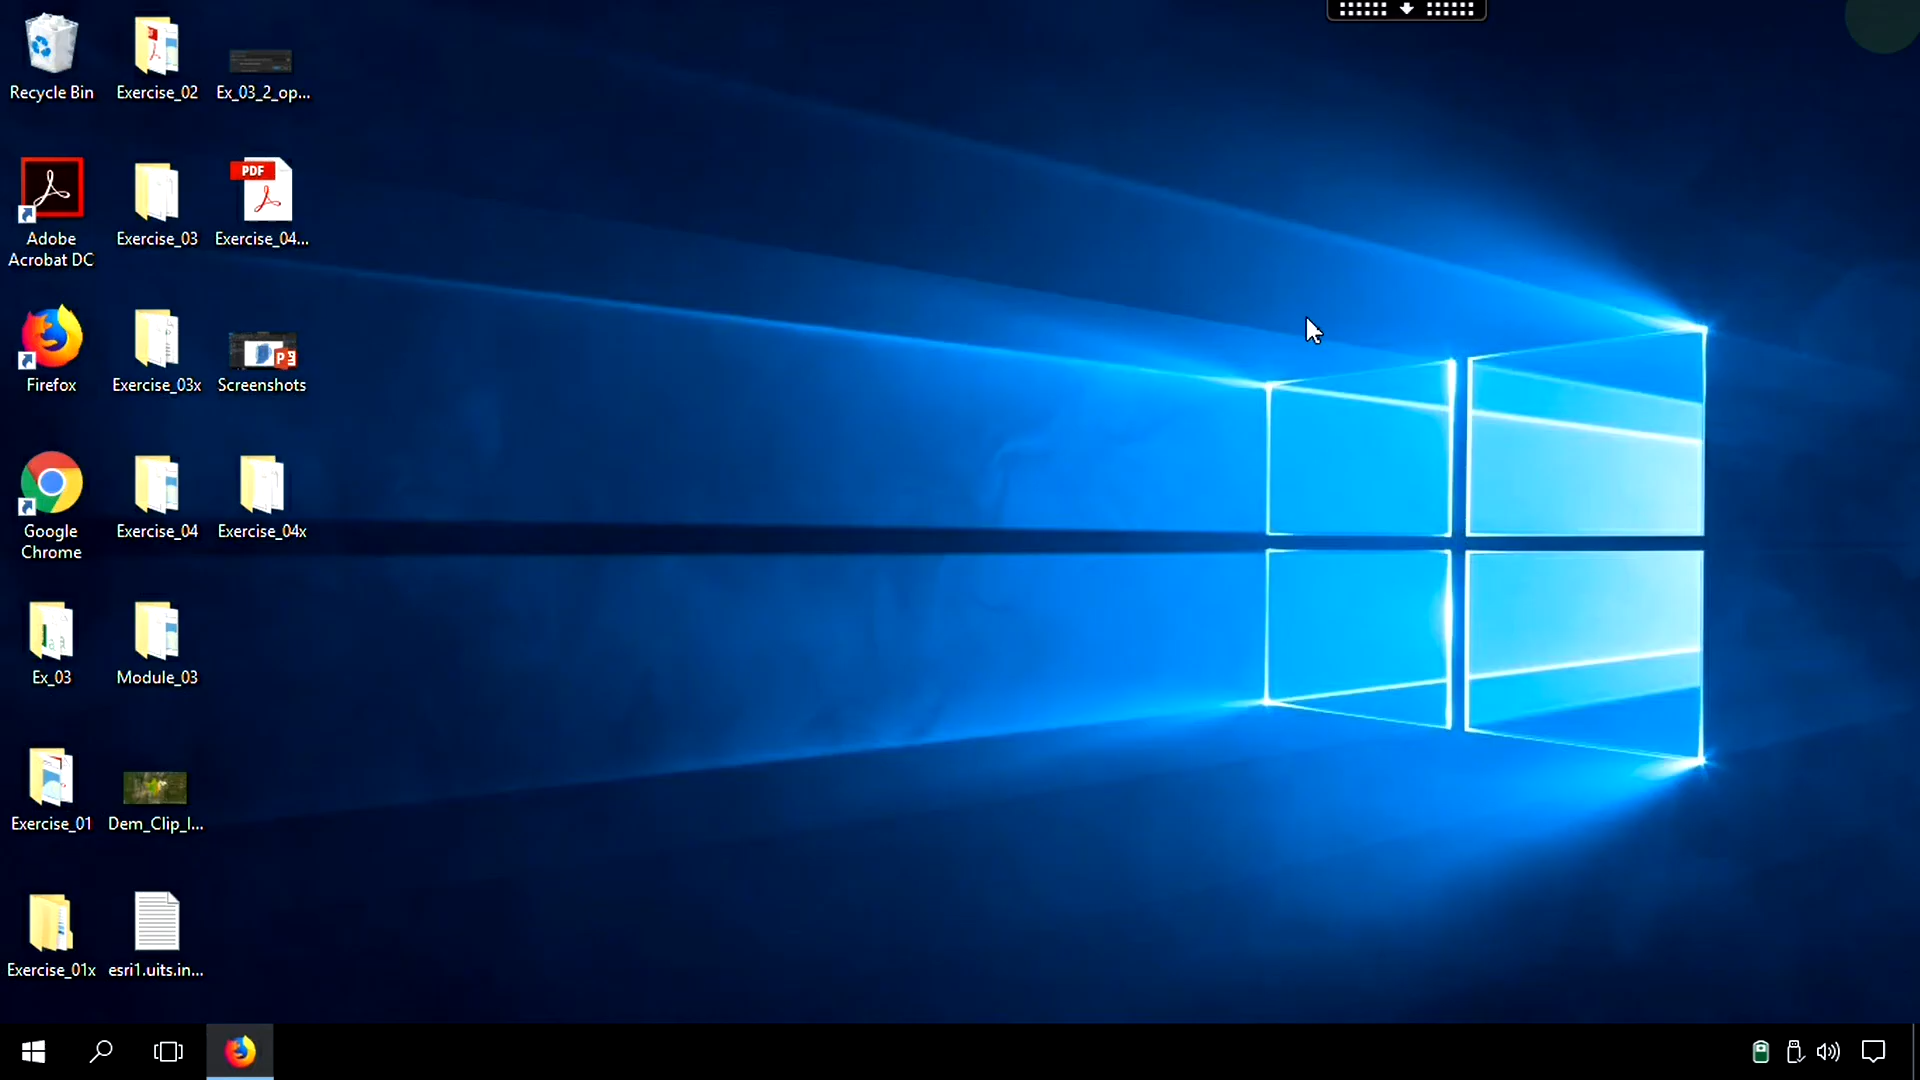 Recycle Bin
Exercise_02
Ex_03_2_op...
Adobe
Acrobat DC
Exercise_03
PDF
Exercise_04...
Firefox
Exercise_03x
Screenshots
Google
Chrome
Exercise_04
Exercise_04x
Ex_03
Module_03
Exercise_01
Dem_Clip_I...
Exercise_01x
esri1.uits.in...